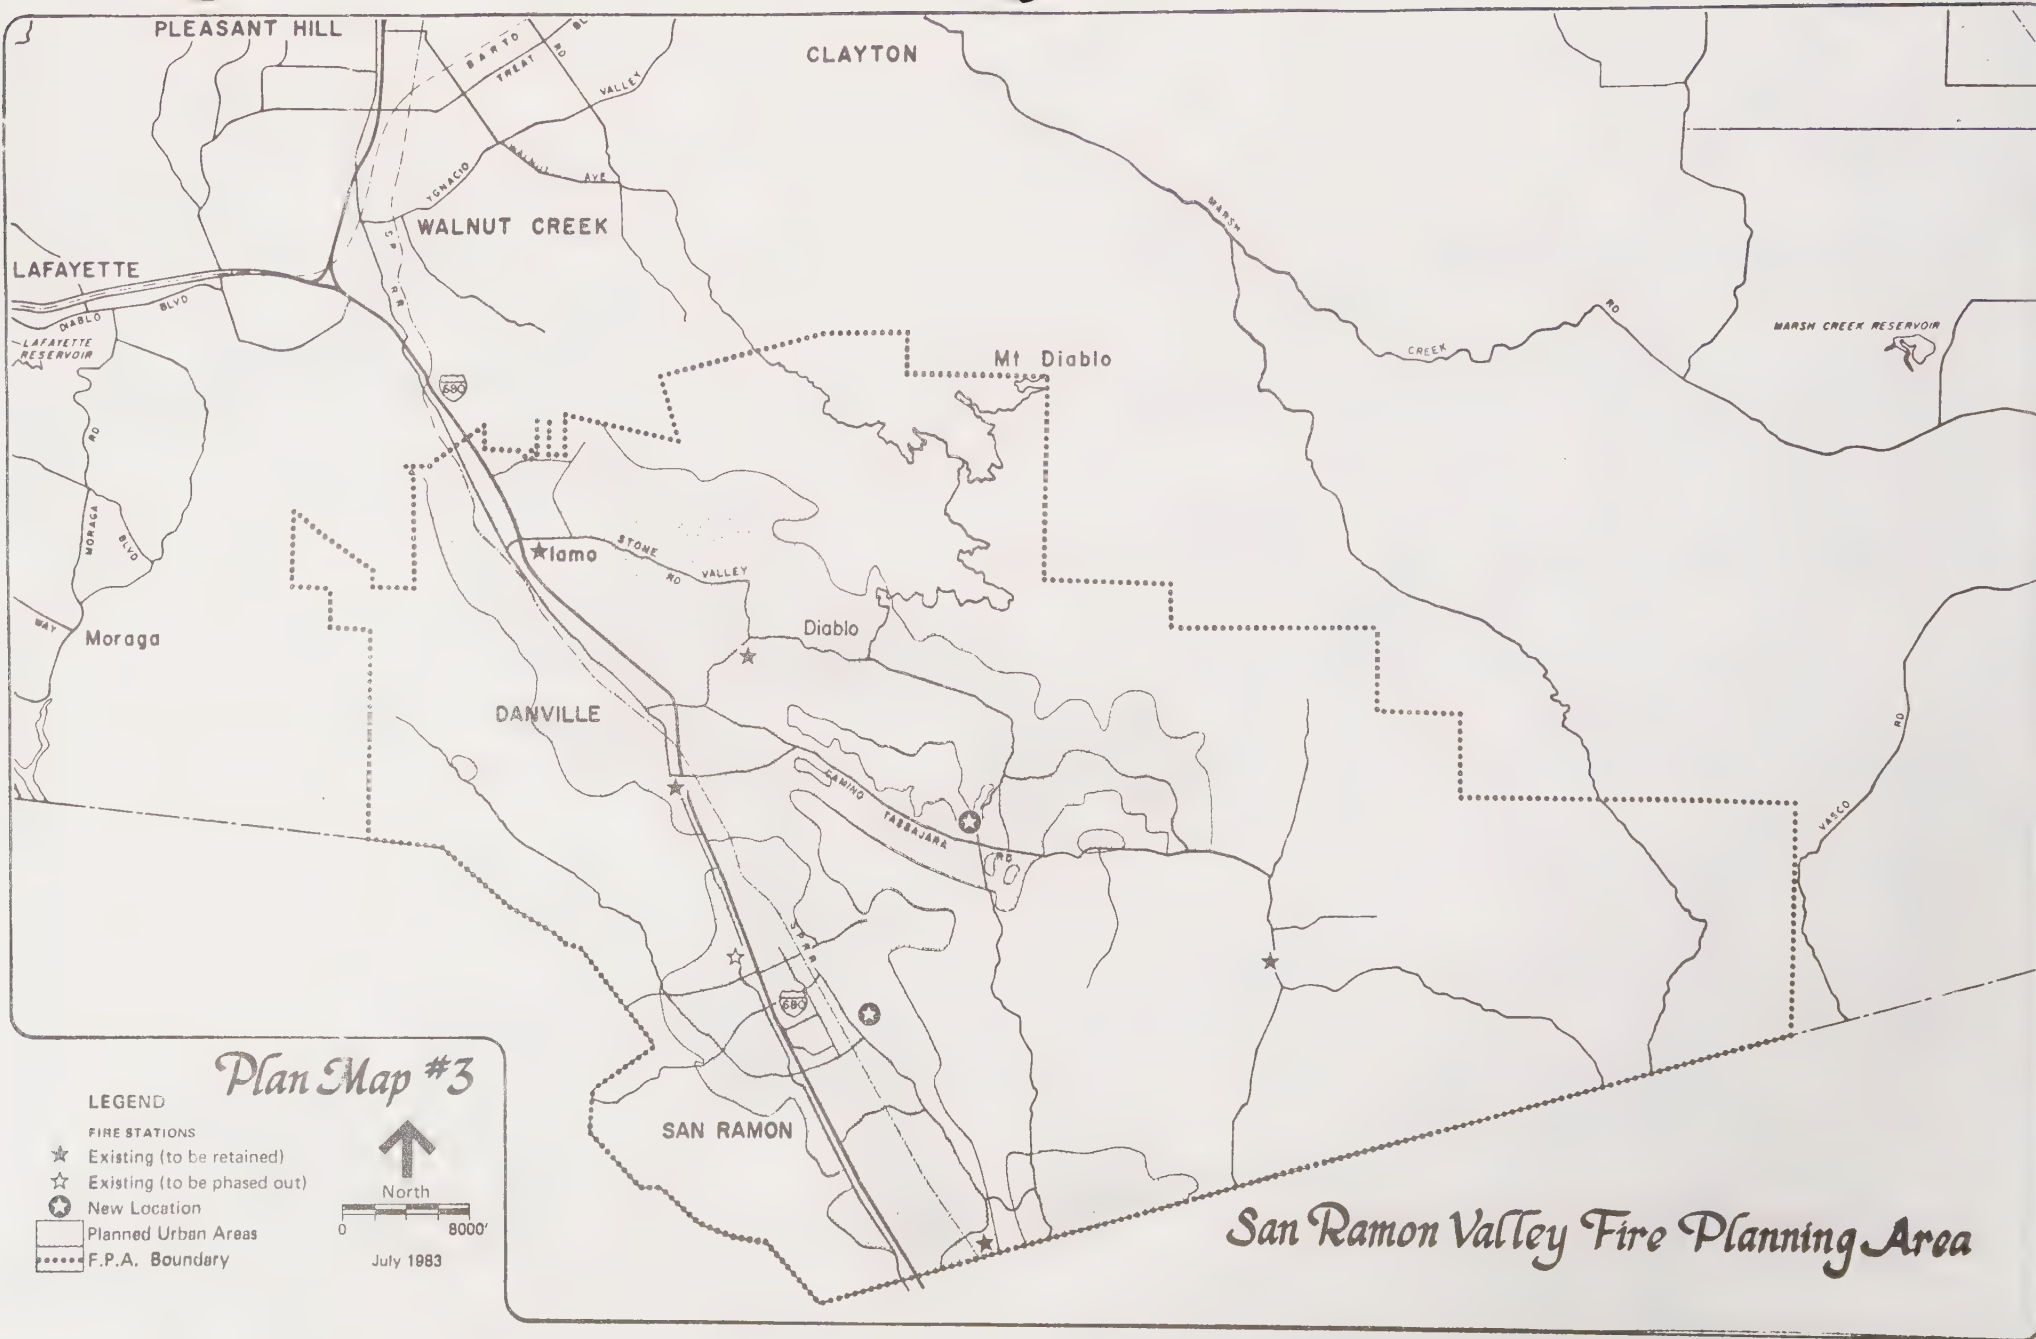 PLEASANT HILL
CLAYTON
BARTD
TREAT
BL
RD
VALLEY
YGNACIO
WALNUT
AVE
WALNUT CREEK
S P R R
MARSH
LAFAYETTE
DIABLO
BLVD
LAFAYETTE
RESERVOIR
680
Mt Diablo
CREEK
RD
MARSH CREEK RESERVOIR
RD
MORAGA
BLVD
lamo
STONE
RD
VALLEY
WAY
Moraga
Diablo
DANVILLE
CAMINO
TASSAJARA
RD
RD
VASCO
S P R R
680
SAN RAMON
Plan Map #3
LEGEND
FIRE STATIONS
Existing (to be retained)
Existing (to be phased out)
New Location
Planned Urban Areas
F.P.A. Boundary
North
0 8000'
July 1983
San Ramon Valley Fire Planning Area